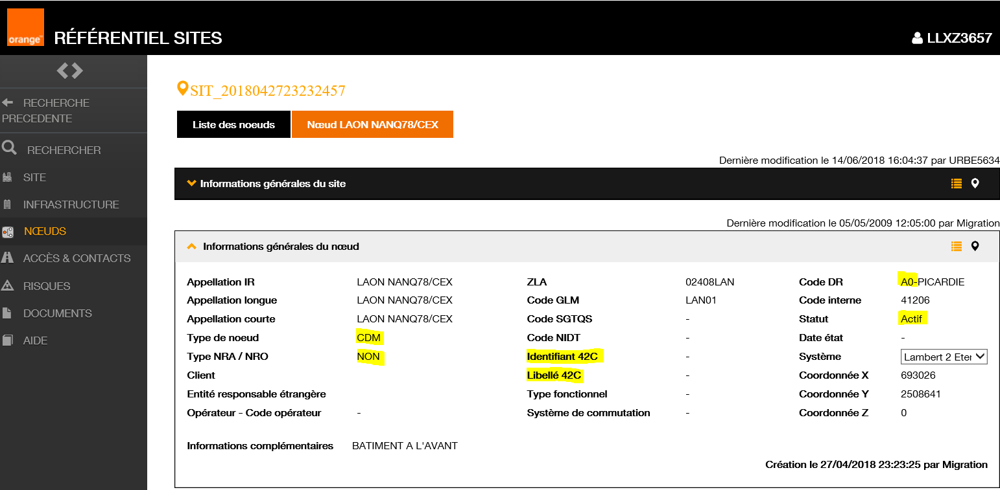 orange™ RÉFÉRENTIEL SITES LLXZ3657
RECHERCHE PRECEDENTE
RECHERCHER
SITE
INFRASTRUCTURE
NŒUDS
ACCÈS & CONTACTS
RISQUES
DOCUMENTS
AIDE
SIT_2018042723232457
Liste des noeuds Nœud LAON NANQ78/CEX
Dernière modification le 14/06/2018 16:04:37 par URBE5634
Informations générales du site
Dernière modification le 05/05/2009 12:05:00 par Migration
Informations générales du nœud
Appellation IR LAON NANQ78/CEX ZLA 02408LAN Code DR A0-PICARDIE
Appellation longue LAON NANQ78/CEX Code GLM LAN01 Code interne 41206
Appellation courte LAON NANQ78/CEX Code SGTQS - Statut Actif
Type de noeud CDM Code NIDT - Date état -
Type NRA / NRO NON Identifiant 42C - Système Lambert 2 Eter
Client Libellé 42C - Coordonnée X 693026
Entité responsable étrangère Type fonctionnel - Coordonnée Y 2508641
Opérateur - Code opérateur - Système de commutation - Coordonnée Z 0
Informations complémentaires BATIMENT A L'AVANT
Création le 27/04/2018 23:23:25 par Migration